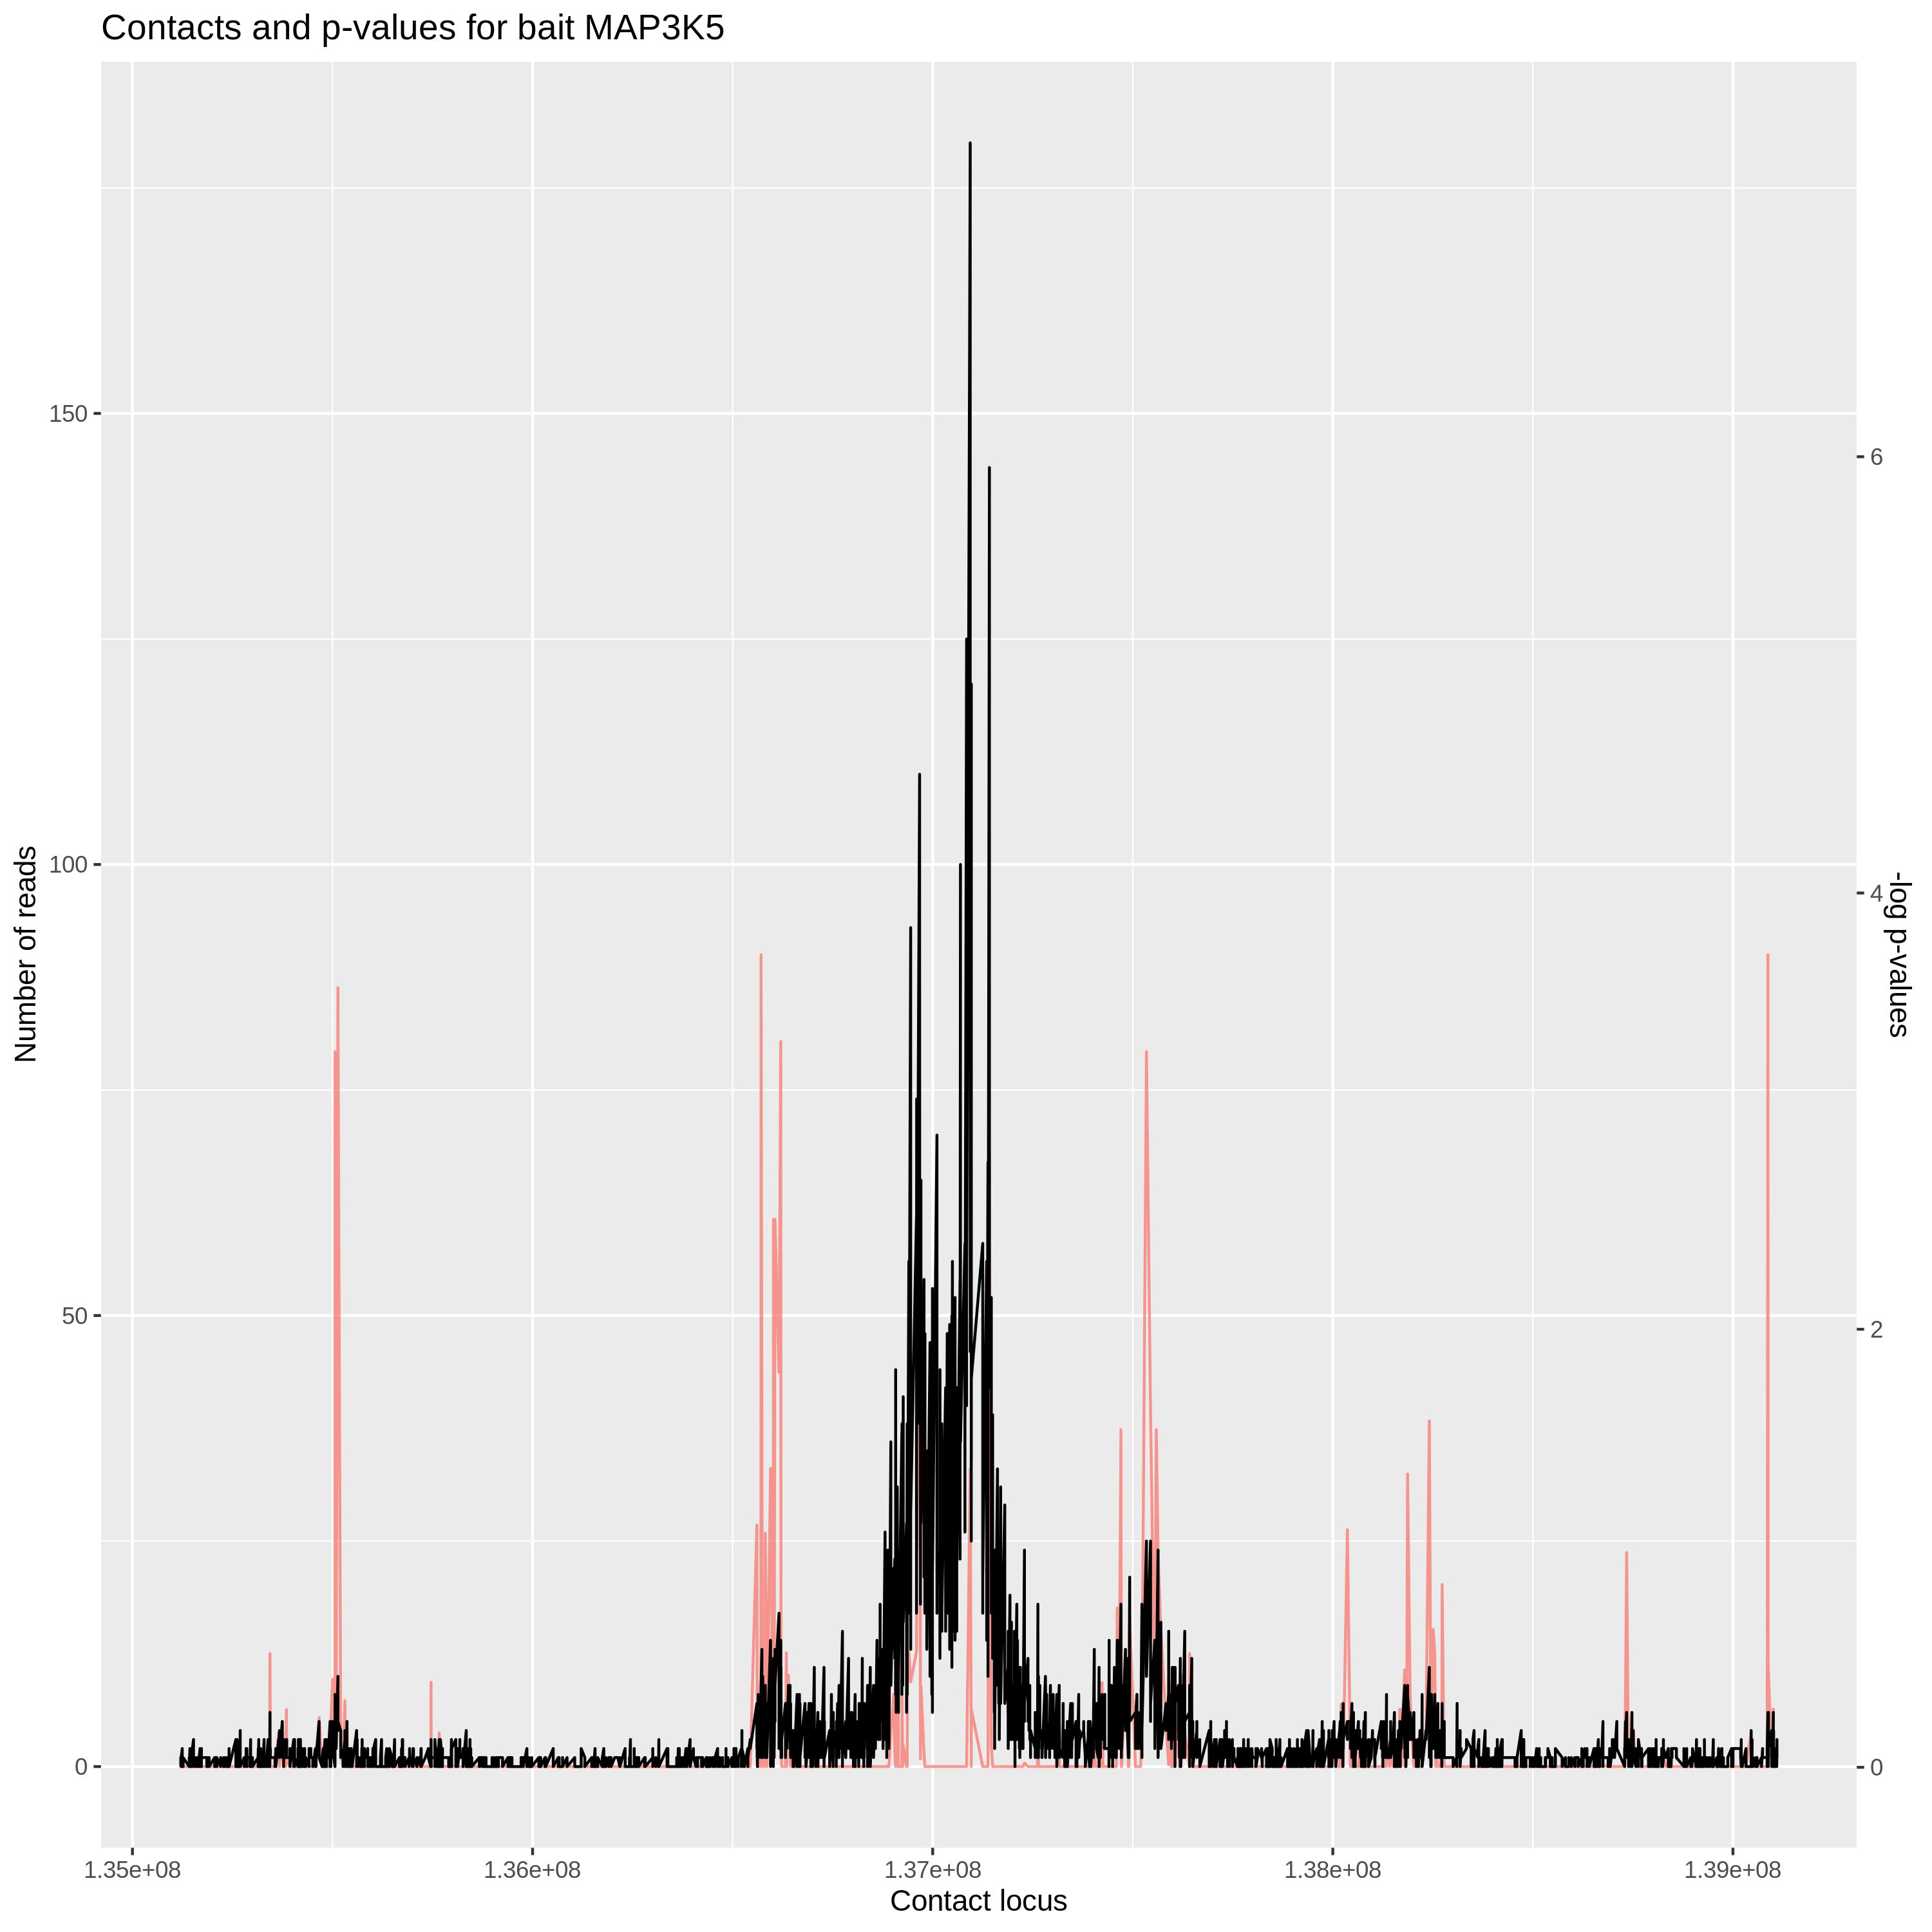 Contacts and p-values for bait MAP3K5
Number of reads
150
100
50
0
6
4
2
0
-log p-values
1.35e+08 1.36e+08 1.37e+08 1.38e+08 1.39e+08
Contact locus